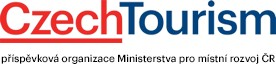 CzechTourism
příspěvková organizace Ministerstva pro místní rozvoj ČR